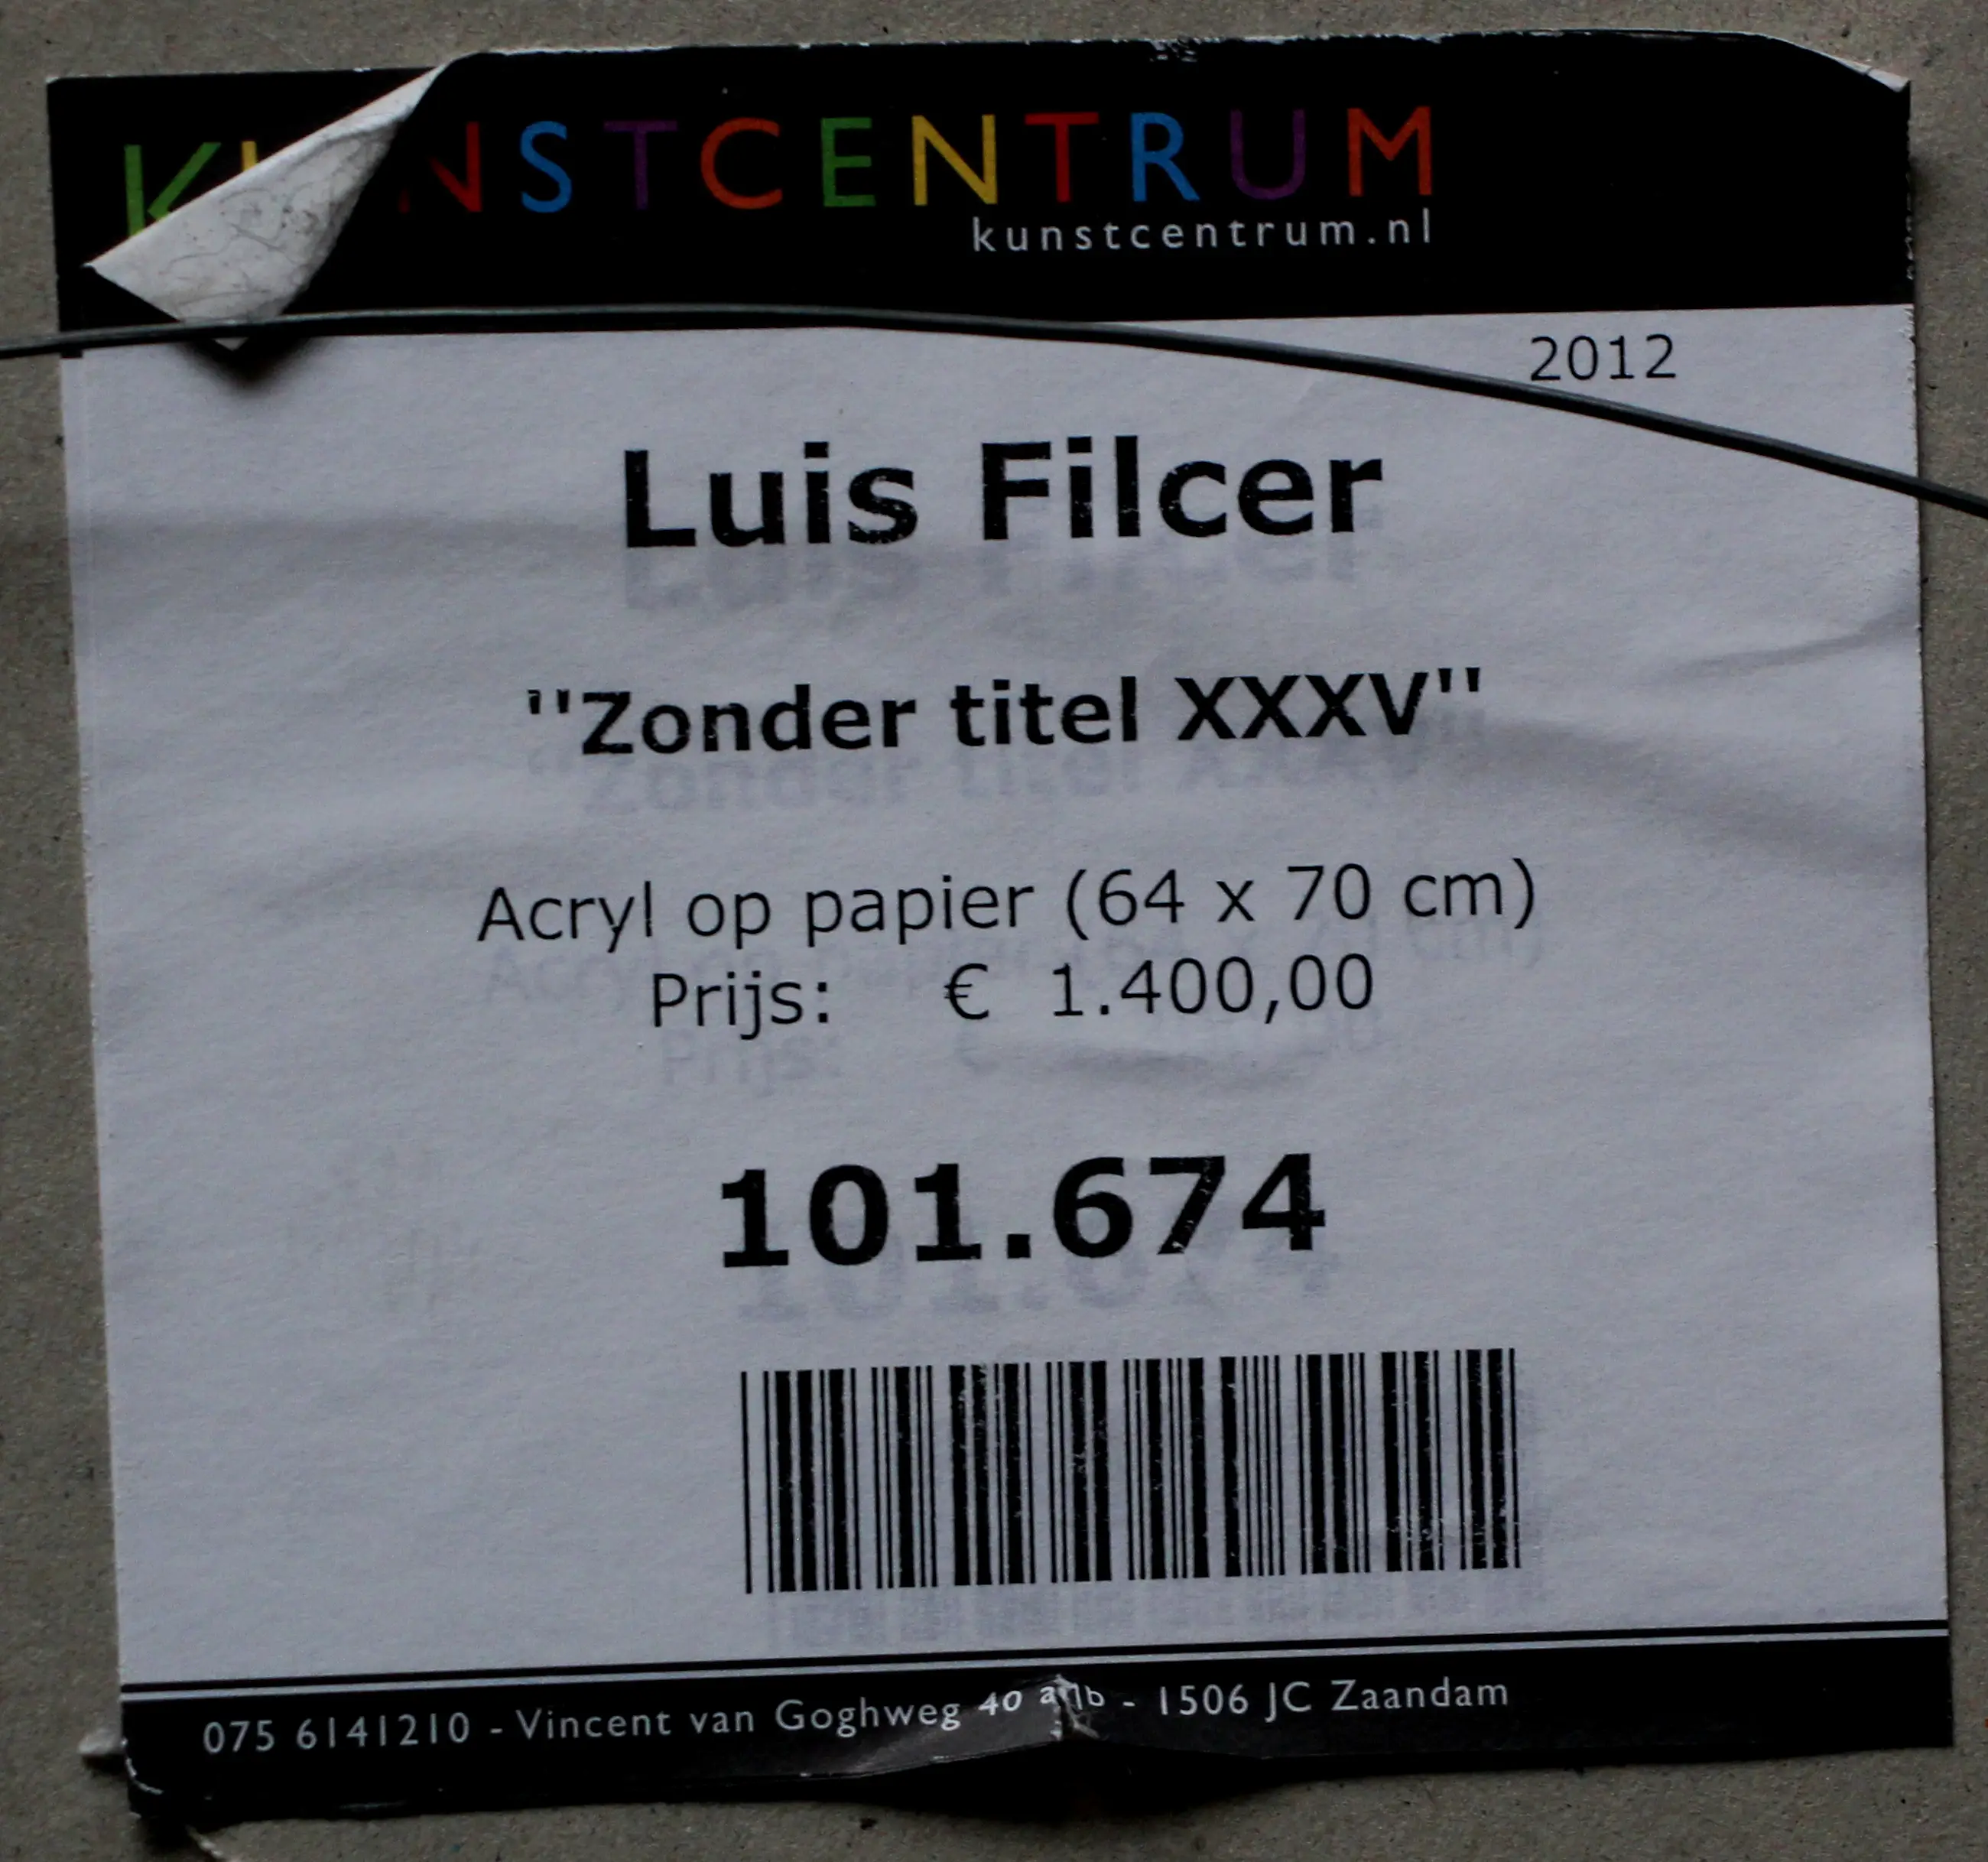 KUNSTCENTRUM
kunstcentrum.nl
2012
Luis Filcer
"Zonder titel XXXV"
Acryl op papier (64 x 70 cm)
Prijs: € 1.400,00
101.674
075 6141210 - Vincent van Goghweg 40 - 1506 JC Zaandam